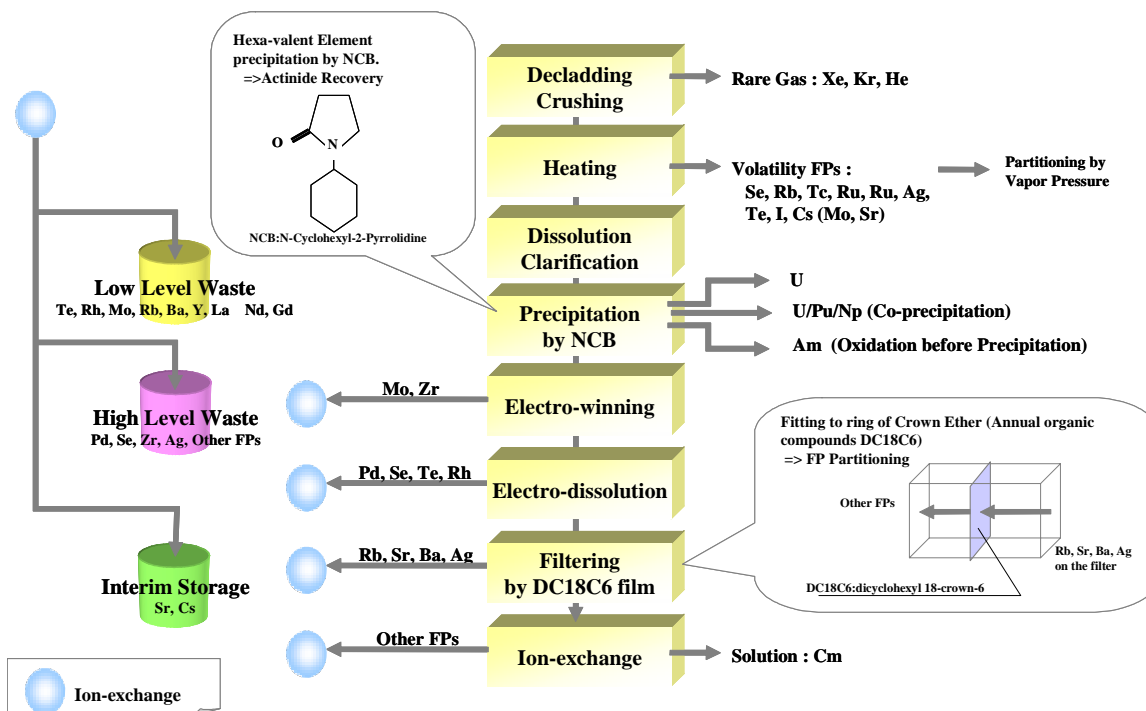 Hexa-valent Element
precipitation by NCB.
=>Actinide Recovery
O
N
NCB:N-Cyclohexyl-2-Pyrrolidine
Decladding
Crushing
Rare Gas : Xe, Kr, He
Heating
Volatility FPs :
Se, Rb, Tc, Ru, Ru, Ag,
Te, I, Cs (Mo, Sr)
Partitioning by
Vapor Pressure
Dissolution
Clarification
Precipitation
by NCB
U
U/Pu/Np (Co-precipitation)
Am (Oxidation before Precipitation)
Low Level Waste
Te, Rh, Mo, Rb, Ba, Y, La Nd, Gd
High Level Waste
Pd, Se, Zr, Ag, Other FPs
Interim Storage
Sr, Cs
Mo, Zr
Electro-winning
Pd, Se, Te, Rh
Electro-dissolution
Rb, Sr, Ba, Ag
Filtering
by DC18C6 film
Fitting to ring of Crown Ether (Annual organic
compounds DC18C6)
=> FP Partitioning
Other FPs
Rb, Sr, Ba, Ag
on the filter
DC18C6:dicyclohexyl 18-crown-6
Other FPs
Ion-exchange
Solution : Cm
Ion-exchange